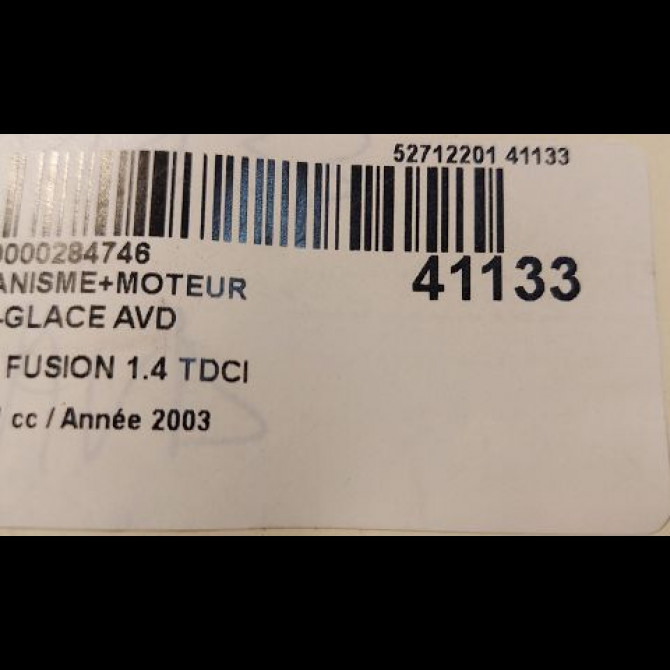 52712201 41133
0000284746
ANISME+MOTEUR
-GLACE AVD
41133
FUSION 1.4 TDCI
cc / Année 2003